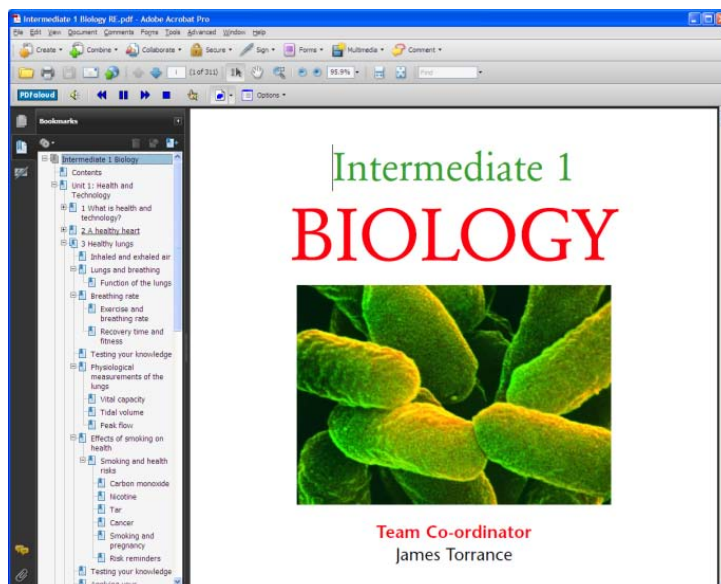 Intermediate 1 Biology RE.pdf - Adobe Acrobat Pro
File Edit View Document Comments Forms Tools Advanced Window Help
Create Combine Collaborate Secure Sign Forms Multimedia Comment
1 (1 of 311) 95.9% Find
PDFaloud Options
Bookmarks
Intermediate 1 Biology
Contents
Unit 1: Health and
Technology
1 What is health and
technology?
2 A healthy heart
3 Healthy lungs
Inhaled and exhaled air
Lungs and breathing
Function of the lungs
Breathing rate
Exercise and
breathing rate
Recovery time and
fitness
Testing your knowledge
Physiological
measurements of the
lungs
Vital capacity
Tidal volume
Peak flow
Effects of smoking on
health
Smoking and health
risks
Carbon monoxide
Nicotine
Tar
Cancer
Smoking and
pregnancy
Risk reminders
Testing your knowledge
Applying your
Intermediate 1
BIOLOGY
Team Co-ordinator
James Torrance